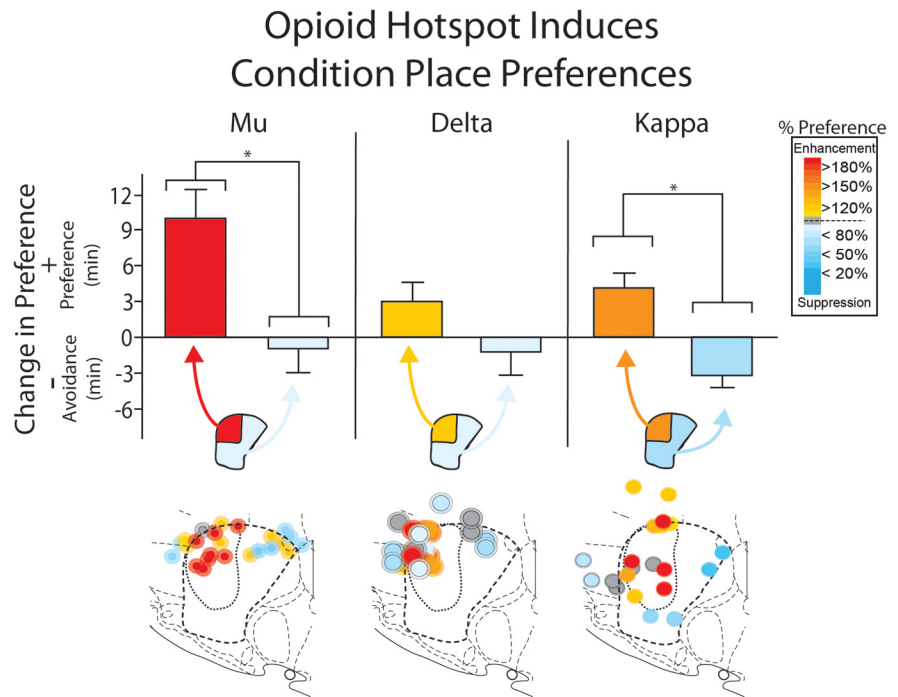 Opioid Hotspot Induces
Condition Place Preferences
Mu
Delta
Kappa
% Preference
Enhancement
>180%
>150%
>120%
< 80%
< 50%
< 20%
Suppression
Change in Preference
+
Preference
(min)
-
Avoidance
(min)
12
9
6
3
0
-3
-6
*
*